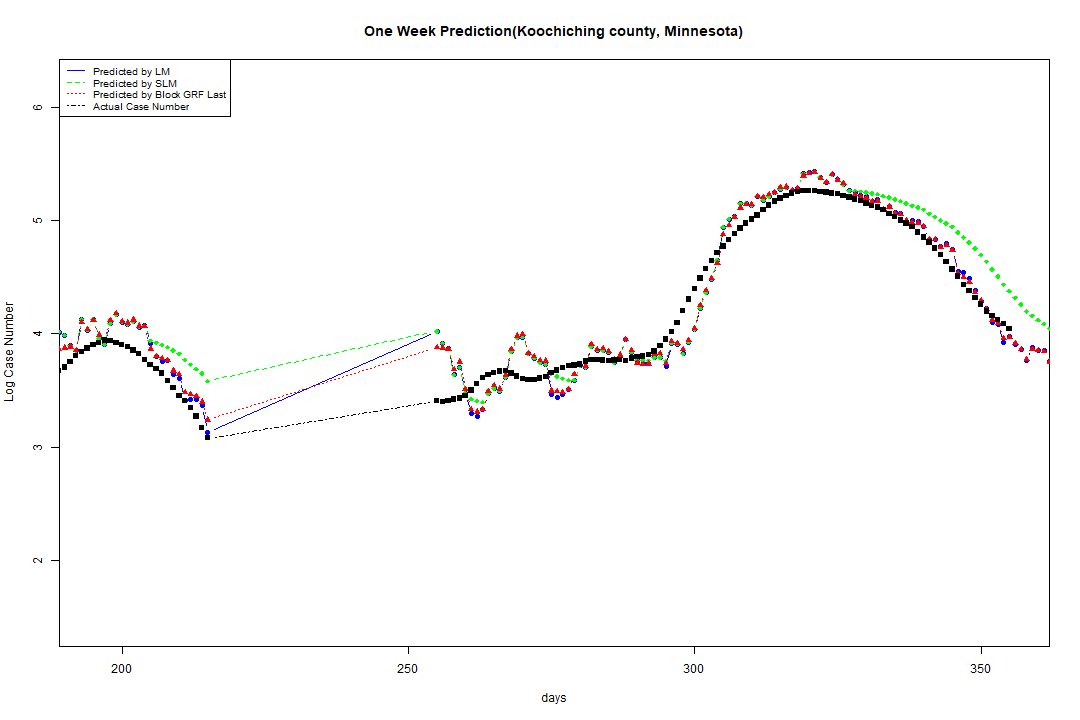 One Week Prediction(Koochiching county, Minnesota)
Predicted by LM
Predicted by SLM
Predicted by Block GRF Last
Actual Case Number
6
5
4
3
2
Log Case Number
200 250 300 350
days